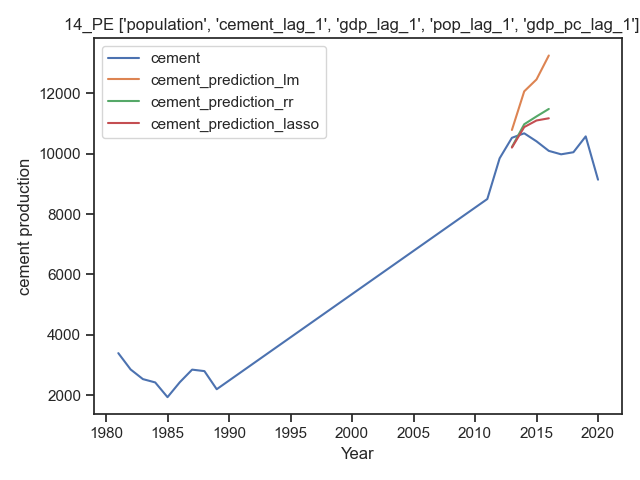 14_PE ['population', 'cement_lag_1', 'gdp_lag_1', 'pop_lag_1', 'gdp_pc_lag_1']
cement
cement_prediction_lm
cement_prediction_rr
cement_prediction_lasso
cement production
12000
10000
8000
6000
4000
2000
1980 1985 1990 1995 2000 2005 2010 2015 2020
Year